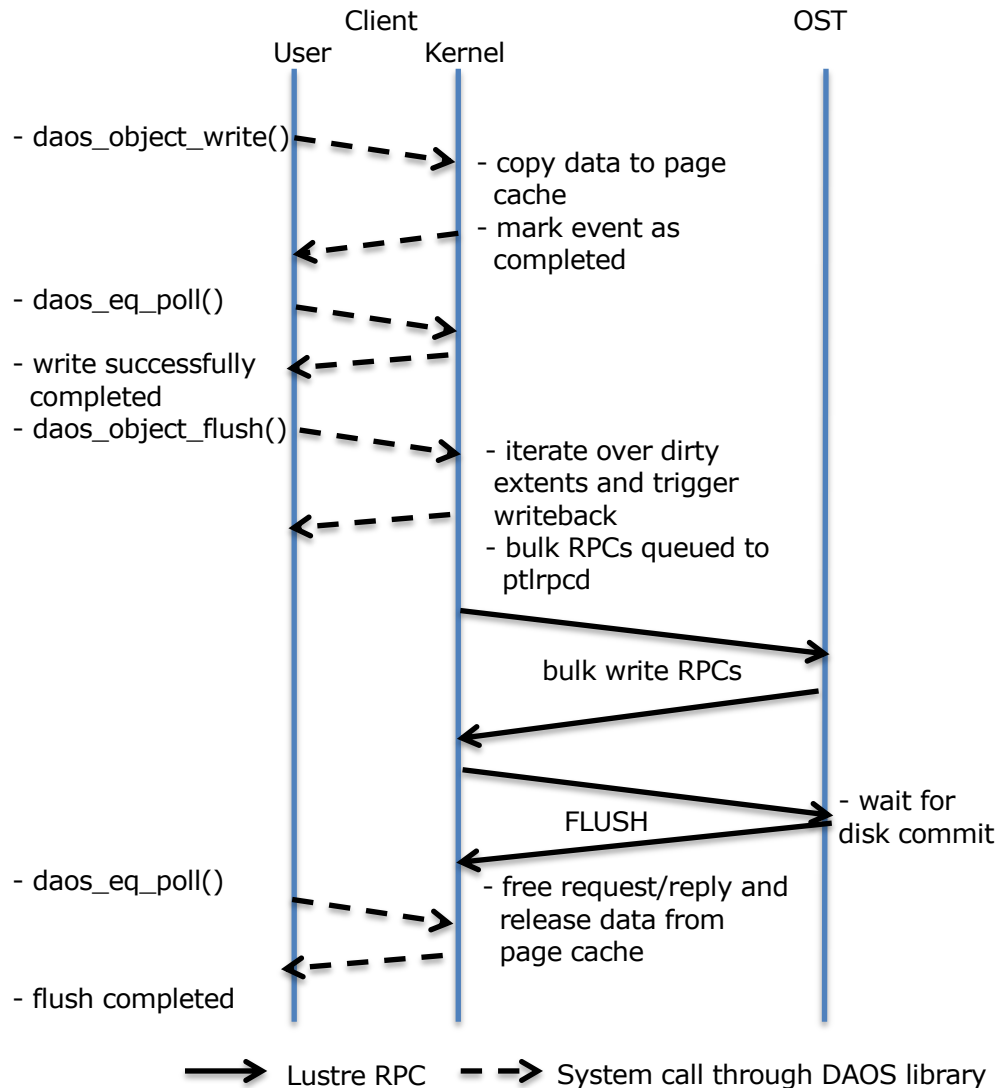 Client OST
User Kernel
- daos_object_write()
- copy data to page
cache
- mark event as
completed
- daos_eq_poll()
- write successfully
completed
- daos_object_flush()
- iterate over dirty
extents and trigger
writeback
- bulk RPCs queued to
ptlrpcd
bulk write RPCs
- wait for
disk commit
FLUSH
- daos_eq_poll()
- free request/reply and
release data from
page cache
- flush completed
Lustre RPC System call through DAOS library